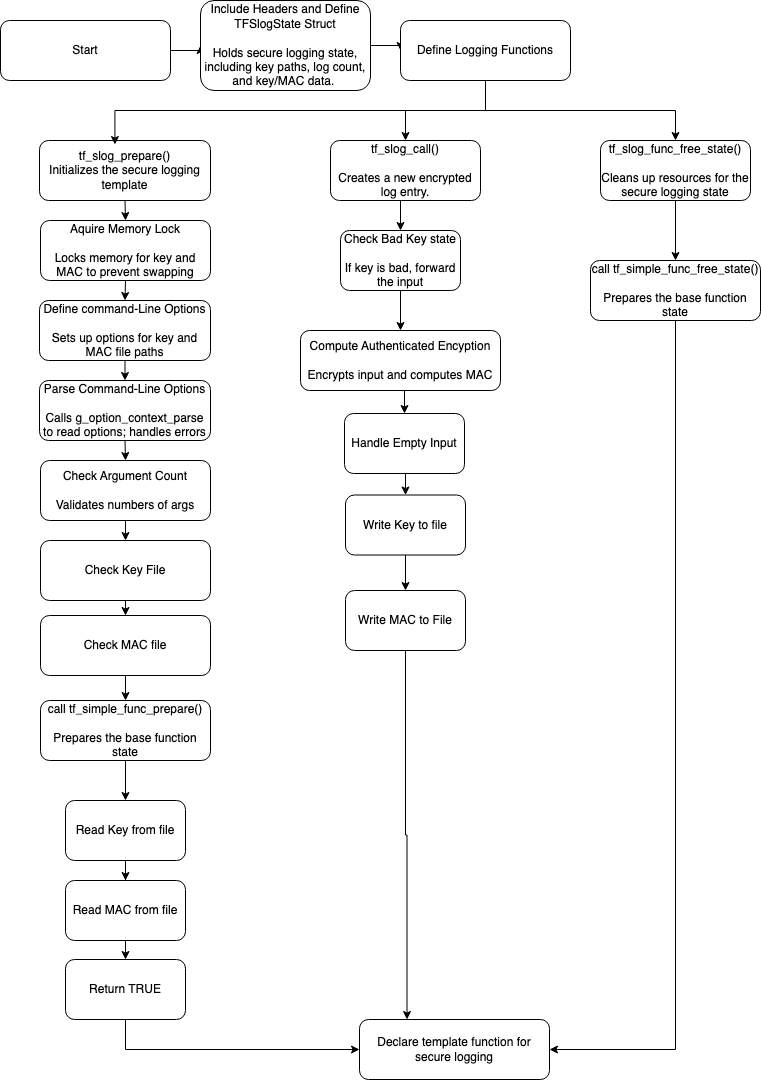 Start
Include Headers and Define
TFSlogState Struct
Holds secure logging state,
including key paths, log count,
and key/MAC data.
Define Logging Functions
tf_slog_prepare()
Initializes the secure logging
template
Aquire Memory Lock
Locks memory for key and
MAC to prevent swapping
Define command-Line Options
Sets up options for key and
MAC file paths
Parse Command-Line Options
Calls g_option_context_parse
to read options; handles errors
Check Argument Count
Validates numbers of args
Check Key File
Check MAC file
call tf_simple_func_prepare()
Prepares the base function
state
Read Key from file
Read MAC from file
Return TRUE
tf_slog_call()
Creates a new encrypted
log entry.
Check Bad Key state
If key is bad, forward
the input
Compute Authenticated Encyption
Encrypts input and computes MAC
Handle Empty Input
Write Key to file
Write MAC to File
tf_slog_func_free_state()
Cleans up resources for the
secure logging state
call tf_simple_func_free_state()
Prepares the base function
state
Declare template function for
secure logging